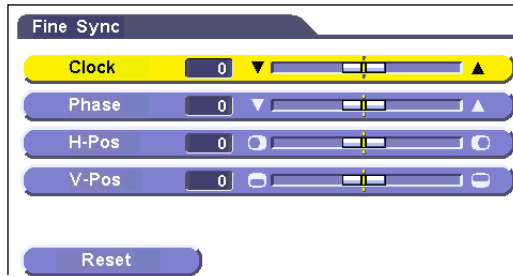 Fine Sync
Clock 0
Phase 0
H-Pos 0
V-Pos 0
Reset